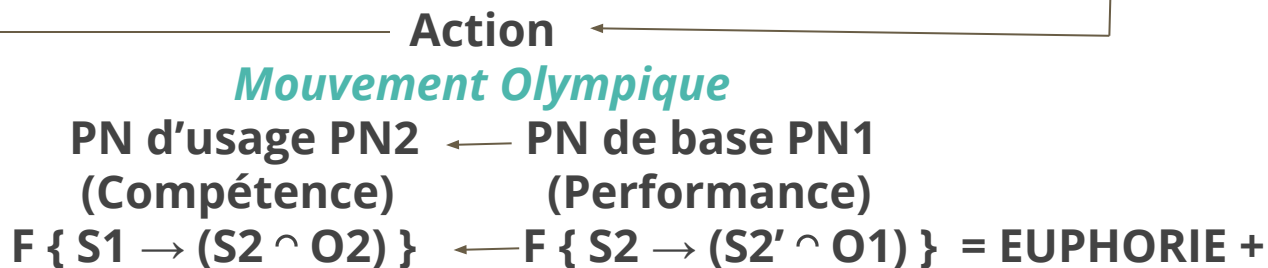 Action
Mouvement Olympique
PN d’usage PN2 ← PN de base PN1
(Compétence) (Performance)
F { S1 → (S2 ᴖ O2) } ← F { S2 → (S2’ ᴖ O1) } = EUPHORIE +